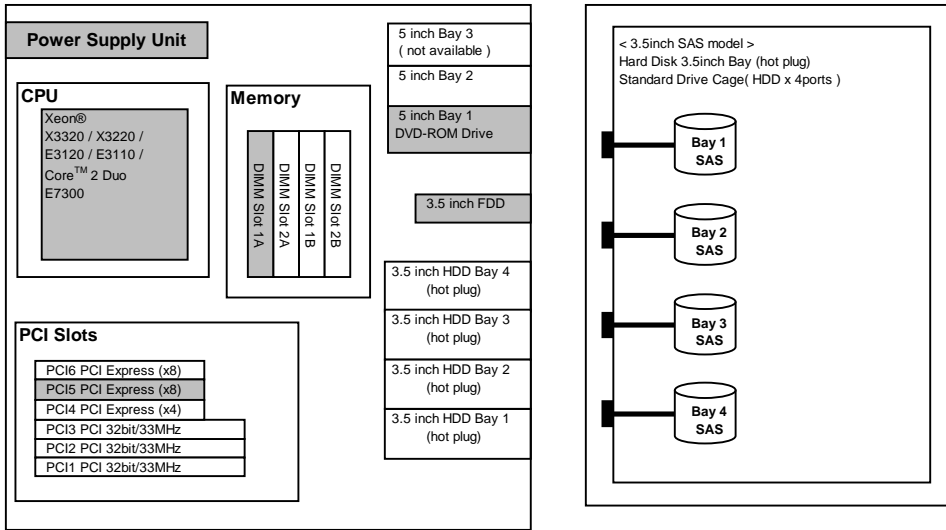 Power Supply Unit
CPU
Xeon®
X3320 / X3220 /
E3120 / E3110 /
Core™ 2 Duo
E7300
Memory
DIMM Slot 1A
DIMM Slot 2A
DIMM Slot 1B
DIMM Slot 2B
PCI Slots
PCI6 PCI Express (x8)
PCI5 PCI Express (x8)
PCI4 PCI Express (x4)
PCI3 PCI 32bit/33MHz
PCI2 PCI 32bit/33MHz
PCI1 PCI 32bit/33MHz
5 inch Bay 3
( not available )
5 inch Bay 2
5 inch Bay 1
DVD-ROM Drive
3.5 inch FDD
3.5 inch HDD Bay 4
(hot plug)
3.5 inch HDD Bay 3
(hot plug)
3.5 inch HDD Bay 2
(hot plug)
3.5 inch HDD Bay 1
(hot plug)
< 3.5inch SAS model >
Hard Disk 3.5inch Bay (hot plug)
Standard Drive Cage( HDD x 4ports )
Bay 1
SAS
Bay 2
SAS
Bay 3
SAS
Bay 4
SAS